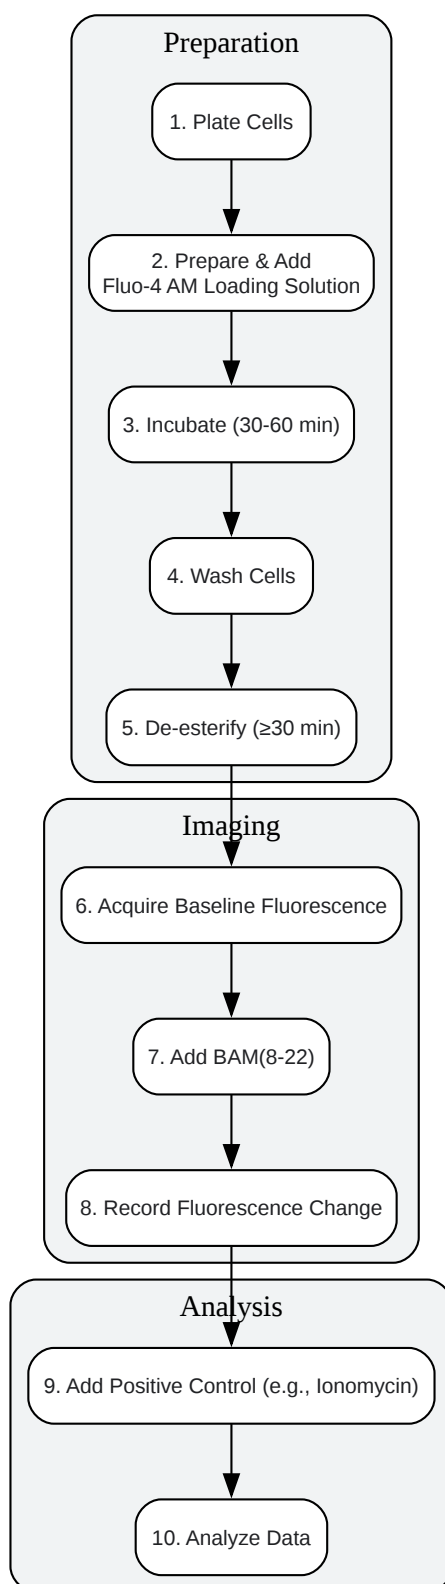 Preparation
1. Plate Cells
2. Prepare & Add
Fluo-4 AM Loading Solution
3. Incubate (30-60 min)
4. Wash Cells
5. De-esterify (≥30 min)
Imaging
6. Acquire Baseline Fluorescence
7. Add BAM(8-22)
8. Record Fluorescence Change
Analysis
9. Add Positive Control (e.g., Ionomycin)
10. Analyze Data